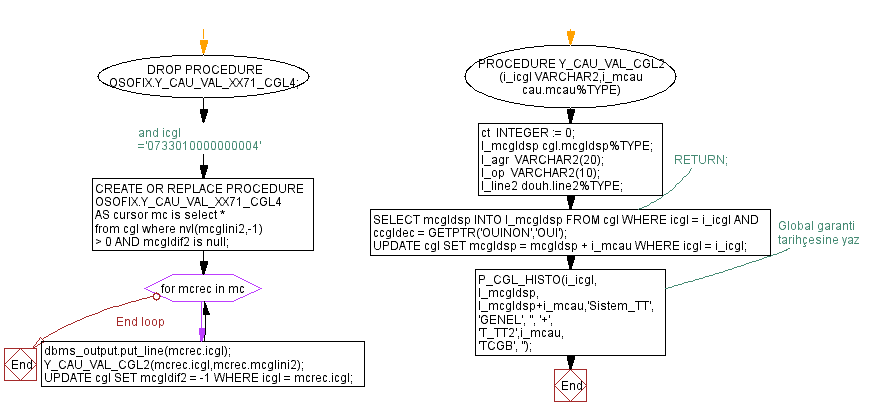 DROP PROCEDURE
OSOFIX.Y_CAU_VAL_XX71_CGL4;
and icgl
='0733010000000004'
CREATE OR REPLACE PROCEDURE
OSOFIX.Y_CAU_VAL_XX71_CGL4
AS cursor mc is select *
from cgl where nvl(mcglini2,-1)
> 0 AND mcgldif2 is null;
for mcrec in mc
End loop
End
dbms_output.put_line(mcrec.icgl);
Y_CAU_VAL_CGL2(mcrec.icgl,mcrec.mcglini2);
UPDATE cgl SET mcgldif2 = -1 WHERE icgl = mcrec.icgl;
PROCEDURE Y_CAU_VAL_CGL2
(i_icgl VARCHAR2,i_mcau
cau.mcau%TYPE)
ct INTEGER := 0;
l_mcgldsp cgl.mcgldsp%TYPE;
l_agr VARCHAR2(20);
l_op VARCHAR2(10);
l_line2 douh.line2%TYPE;
RETURN;
SELECT mcgldsp INTO l_mcgldsp FROM cgl WHERE icgl = i_icgl AND
ccgldec = GETPTR('OUINON','OUI');
UPDATE cgl SET mcgldsp = mcgldsp + i_mcau WHERE icgl = i_icgl;
Global garanti
tarihçesine yaz
P_CGL_HISTO(i_icgl,
l_mcgldsp,
l_mcgldsp+i_mcau,'Sistem_TT',
'GENEL', '', '+',
'T_TT2',i_mcau,
'TCGB', '');
End